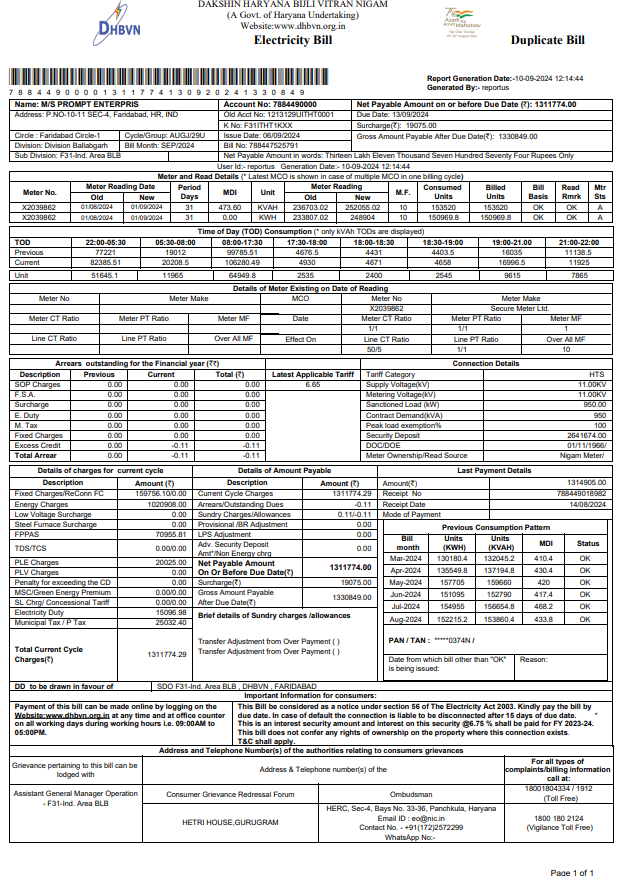 DHBVN
DAKSHIN HARYANA BIJLI VITRAN NIGAM
(A Govt. of Haryana Undertaking)
Website:www.dhbvn.org.in
Electricity Bill
Azadi Ka
Amrit Mahotsav
Duplicate Bill
Report Generation Date:-10-09-2024 12:14:44
Generated By:- reportus
7 8 8 4 4 9 0 0 0 0 1 3 1 1 7 7 4 1 3 0 9 2 0 2 4 1 3 3 0 8 4 9
Name: M/S PROMPT ENTERPRIS Account No: 7884490000 Net Payable Amount on or before Due Date (₹): 1311774.00
Address: P.NO-10-11 SEC-4, Faridabad, HR, IND Old Acct No: 1213129UITHT0001 Due Date: 13/09/2024
K No: F31ITHT1KXX Surcharge(₹): 19075.00
Circle : Faridabad Circle-1 Cycle/Group: AUGJ/29U Issue Date: 06/09/2024 Gross Amount Payable After Due Date(₹): 1330849.00
Division: Division Ballabgarh Bill Month: SEP/2024 Bill No: 788447525791
Sub Division: F31-Ind. Area BLB Net Payable Amount in words: Thirteen Lakh Eleven Thousand Seven Hundred Seventy Four Rupees Only
User Id:- reportus Generation Date:- 10-09-2024 12:14:44
Meter and Read Details (* Latest MCO is shown in case of multiple MCO in one billing cycle)
Meter No. Meter Reading Date Period Days MDI Unit Meter Reading M.F. Consumed Units Billed Units Bill Basis Read Rmrk Mtr Sts
Old New Old New
X2039862 01/08/2024 01/09/2024 31 473.60 KVAH 236703.02 252055.02 10 153520 153520 OK OK A
X2039862 01/08/2024 01/09/2024 31 0.00 KWH 233807.02 248904 10 150969.8 150969.8 OK OK A
Time of Day (TOD) Consumption (* only kVAh TODs are displayed)
TOD 22:00-05:30 05:30-08:00 08:00-17:30 17:30-18:00 18:00-18:30 18:30-19:00 19:00-21.00 21:00-22:00
Previous 77221 19012 99785.51 4676.5 4431 4403.5 16035 11138.5
Current 82385.51 20208.5 106280.49 4930 4671 4658 16996.5 11925
Unit 51645.1 11965 64949.8 2535 2400 2545 9615 7865
Details of Meter Existing on Date of Reading
Meter No Meter Make MCO Meter No Meter Make
X2039862 Secure Meter Ltd.
Meter CT Ratio Meter PT Ratio Meter MF Date Meter CT Ratio Meter PT Ratio Meter MF
1/1 1/1 1
Line CT Ratio Line PT Ratio Over All MF Effect On Line CT Ratio Line PT Ratio Over All MF
50/5 1/1 10
Arrears outstanding for the Financial year (₹₹) Connection Details
Description Previous Current Total (₹) Latest Applicable Tariff Tariff Category HTS
SOP Charges 0.00 0.00 0.00 6.65 Supply Voltage(kV) 11.00KV
F.S.A. 0.00 0.00 0.00 Metering Voltage(kV) 11.00KV
Surcharge 0.00 0.00 0.00 Sanctioned Load (kW) 950.00
E. Duty 0.00 0.00 0.00 Contract Demand(kVA) 950
M. Tax 0.00 0.00 0.00 Peak load exemption% 100
Fixed Charges 0.00 0.00 0.00 Security Deposit 2641674.00
Excess Credit 0.00 -0.11 -0.11 DOC/DOE 01/11/1966/
Total Arrear 0.00 -0.11 -0.11 Meter Ownership/Read Source Nigam Meter/
Details of charges for current cycle Details of Amount Payable Last Payment Details
Description Amount (₹) Description Amount (₹) Amount(₹) 1314905.00
Fixed Charges/ReConn FC 159756.10/0.00 Current Cycle Charges 1311774.29 Receipt No 788449018982
Energy Charges 1020908.00 Arrears/Outstanding Dues -0.11 Receipt Date 14/08/2024
Low Voltage Surcharge 0.00 Sundry Charges/Allowances 0.11/-0.11 Mode of Payment
Steel Furnace Surcharge 0.00 Provisional /BR Adjustment 0.00
FPPAS 70955.81 LPS Adjustment 0.00
TDS/TCS 0.00/0.00 Adv. Security Deposit Amt*/Non Energy chrg 0.00
PLE Charges 20025.00 Net Payable Amount On Or Before Due Date(₹) 1311774.00
PLV Charges 0.00
Penalty for exceeding the CD 0.00 Surcharge(₹) 19075.00
MSC/Green Energy Premium 0.00/0.00 Gross Amount Payable After Due Date(₹) 1330849.00
SL Chrg/ Concessional Tariff 0.00/0.00
Electricity Duty 15096.98 Brief details of Sundry charges /allowances
Municipal Tax / P Tax 25032.40
Transfer Adjustment from Over Payment ( )
Transfer Adjustment from Over Payment ( )
Total Current Cycle Charges(₹) 1311774.29
Previous Consumption Pattern
Bill month Units (KWH) Units (KVAH) MDI Status
Mar-2024 130180.4 132045.2 410.4 OK
Apr-2024 135549.8 137194.8 430.4 OK
May-2024 157705 159660 420 OK
Jun-2024 151095 152790 417.4 OK
Jul-2024 154955 156654.8 468.2 OK
Aug-2024 152215.2 153860.4 433.8 OK
PAN / TAN : *****0374N /
Date from which bill other than "OK" is being issued: Reason:
DD to be drawn in favour of SDO F31-Ind. Area BLB , DHBVN , FARIDABAD
Important Information for consumers:
Payment of this bill can be made online by logging on the Website:www.dhbvn.org.in at any time and at office counter on all working days during working hours i.e. 09:00AM to 05:00PM.
This Bill be considered as a notice under section 56 of The Electricity Act 2003. Kindly pay the bill by due date. In case of default the connection is liable to be disconnected after 15 days of due date. *
This is an interest security amount and interest on this security @6.75 % shall be paid for FY 2023-24.
This bill does not confer any rights of ownership on the property where this connection exists.
T&C shall apply.
Address and Telephone Number(s) of the authorities relating to consumers grievances
Grievance pertaining to this bill can be lodged with Address & Telephone number(s) of the For all types of complaints/billing information call at:
Assistant General Manager Operation - F31-Ind. Area BLB Consumer Grievance Redressal Forum Ombudsman 18001804334 / 1912 (Toll Free)
HETRI HOUSE,GURUGRAM HERC, Sec-4, Bays No. 33-36, Panchkula, Haryana
Email ID : eo@nic.in
Contact No. - +91(172)2572299
WhatsApp No:-
1800 180 2124
(Vigilance Toll Free)
Page 1 of 1